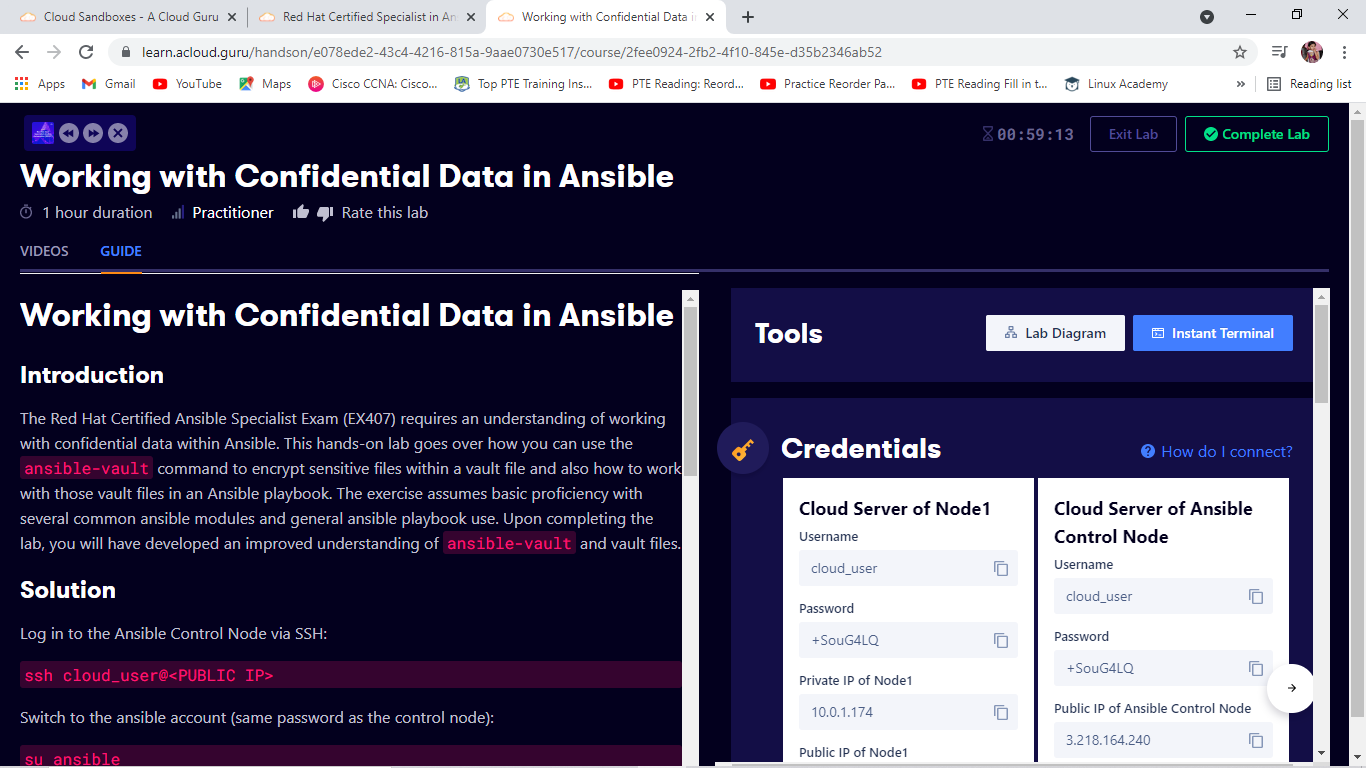 Cloud Sandboxes - A Cloud Guru
Red Hat Certified Specialist in An
Working with Confidential Data in
learn.acloud.guru/handson/e078ede2-43c4-4216-815a-9aae0730e517/course/2fee0924-2fb2-4f10-845e-d35b2346ab52
Apps
Gmail
YouTube
Maps
Cisco CCNA: Cisco...
Top PTE Training Ins...
PTE Reading: Reord...
Practice Reorder Pa...
PTE Reading Fill in t...
Linux Academy
»
Reading list
00:59:13
Exit Lab
Complete Lab
Working with Confidential Data in Ansible
1 hour duration
Practitioner
Rate this lab
VIDEOS
GUIDE
Working with Confidential Data in Ansible
Introduction
The Red Hat Certified Ansible Specialist Exam (EX407) requires an understanding of working
with confidential data within Ansible. This hands-on lab goes over how you can use the
ansible-vault command to encrypt sensitive files within a vault file and also how to work
with those vault files in an Ansible playbook. The exercise assumes basic proficiency with
several common ansible modules and general ansible playbook use. Upon completing the
lab, you will have developed an improved understanding of ansible-vault and vault files.
Solution
Log in to the Ansible Control Node via SSH:
ssh cloud_user@<PUBLIC IP>
Switch to the ansible account (same password as the control node):
su ansible
Tools
Lab Diagram
Instant Terminal
Credentials
How do I connect?
Cloud Server of Node1
Username
cloud_user
Password
+SouG4LQ
Private IP of Node1
10.0.1.174
Public IP of Node1
Cloud Server of Ansible
Control Node
Username
cloud_user
Password
+SouG4LQ
Public IP of Ansible Control Node
3.218.164.240